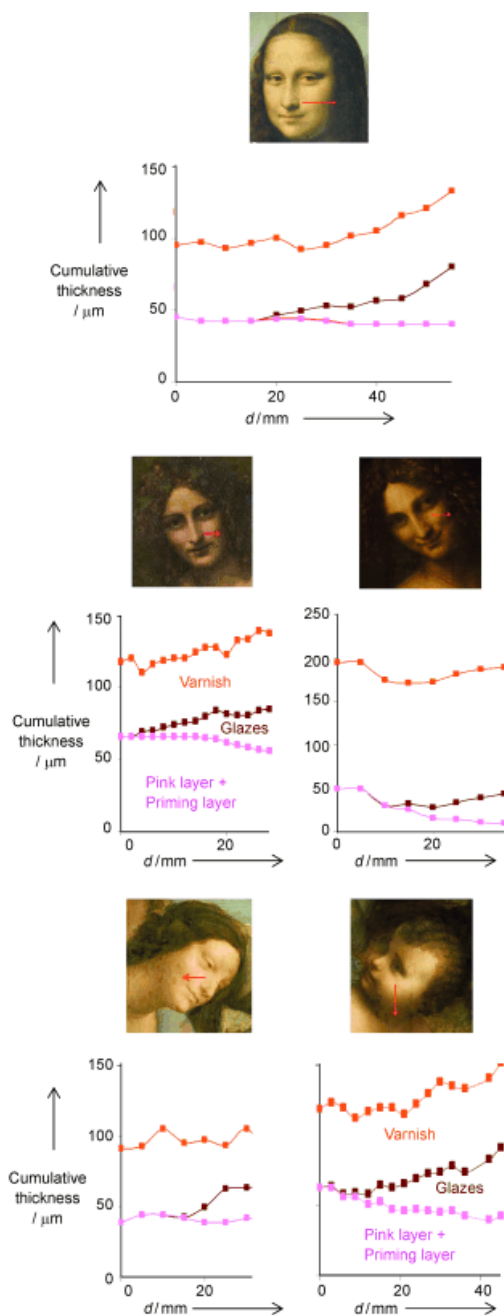 150
100
Cumulative
thickness
/ μm
50
0
0 20 40
d/mm
150
Varnish
100
Glazes
Cumulative
thickness
/ μm
50
Pink layer +
Priming layer
0
0 20
d/mm
250
200
150
100
50
0
0 20
d/mm
150
100
Cumulative
thickness
/ μm
50
0
0 20
d/mm
Varnish
Glazes
Pink layer +
Priming layer
0 20 40
d/mm